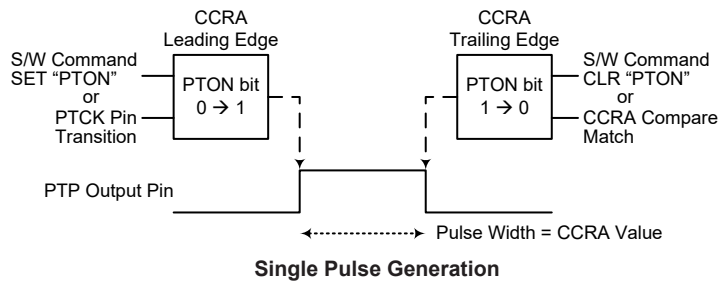 CCRA
Leading Edge
S/W Command
SET “PTON”
or
PTCK Pin
Transition
PTON bit
0 → 1
CCRA
Trailing Edge
PTON bit
1 → 0
S/W Command
CLR “PTON”
or
CCRA Compare
Match
PTP Output Pin
Pulse Width = CCRA Value
Single Pulse Generation